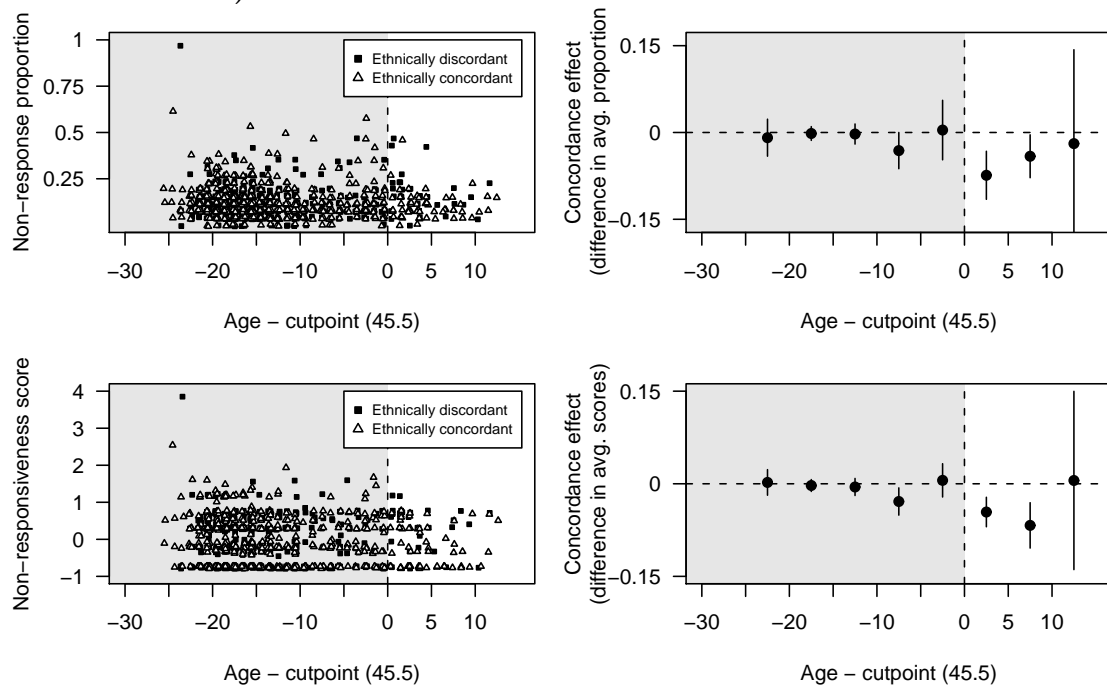 )
Non−response proportion
1
0.75
0.5
0.25
Ethnically discordant
Ethnically concordant
−30 −20 −10 0 5 10
Age − cutpoint (45.5)
Concordance effect
(difference in avg. proportion
0.15
0
−0.15
−30 −20 −10 0 5 10
Age − cutpoint (45.5)
Non−responsiveness score
4
3
2
1
0
−1
Ethnically discordant
Ethnically concordant
−30 −20 −10 0 5 10
Age − cutpoint (45.5)
Concordance effect
(difference in avg. scores)
0.15
0
−0.15
−30 −20 −10 0 5 10
Age − cutpoint (45.5)